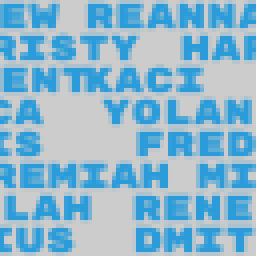 EW REANNA
RISTY HAR
ENTKACI
CA YOLAN
IS FRED
REMIAH MI
LAH RENE
IUS DMIT